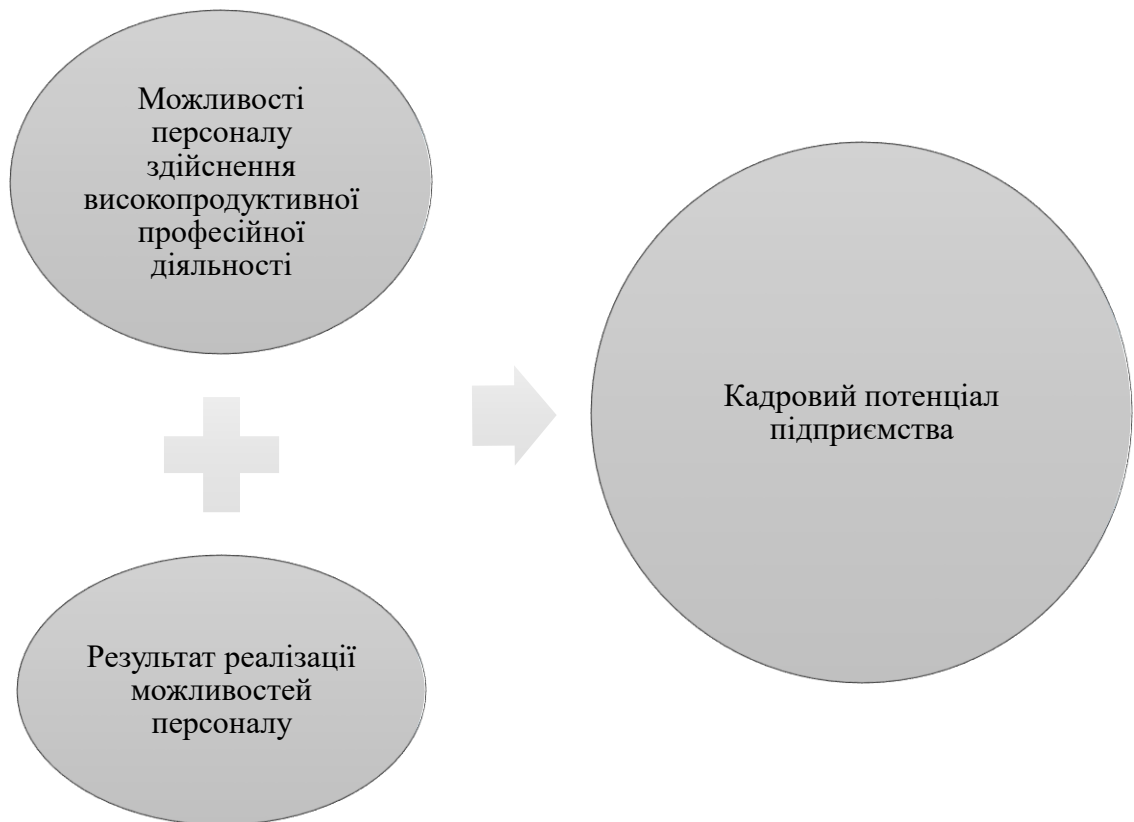 Можливості
персоналу
здійснення
високопродуктивної
професійної
діяльності
Результат реалізації
можливостей
персоналу
Кадровий потенціал
підприємства